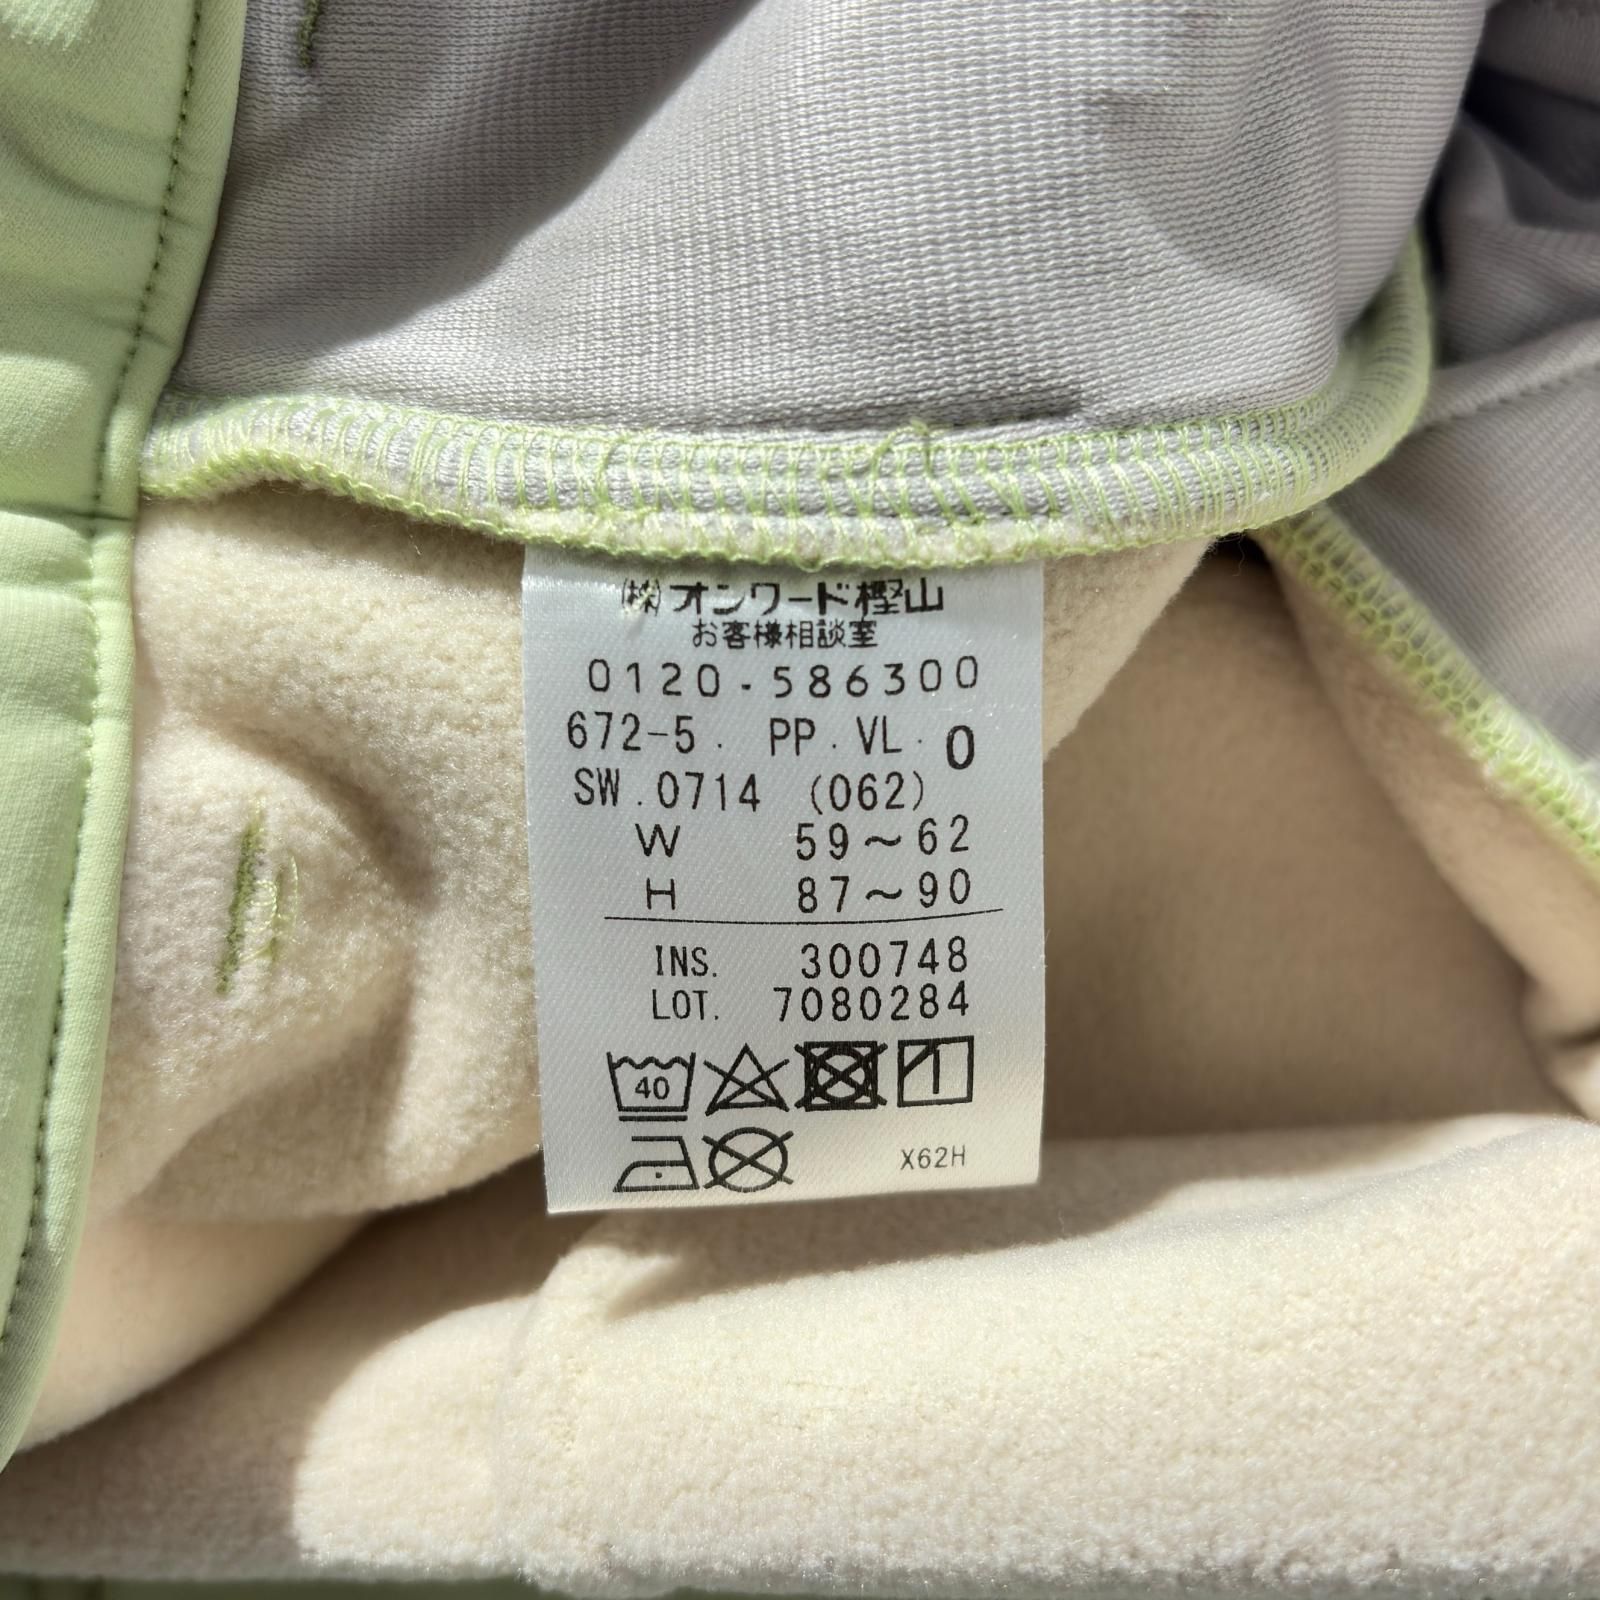 ㈱オンワード樫山
お客様相談室
0120-586300
672-5. PP. VL. 0
SW.0714 (062)
W 59～62
H 87～90
INS. 300748
LOT. 7080284
40
X62H